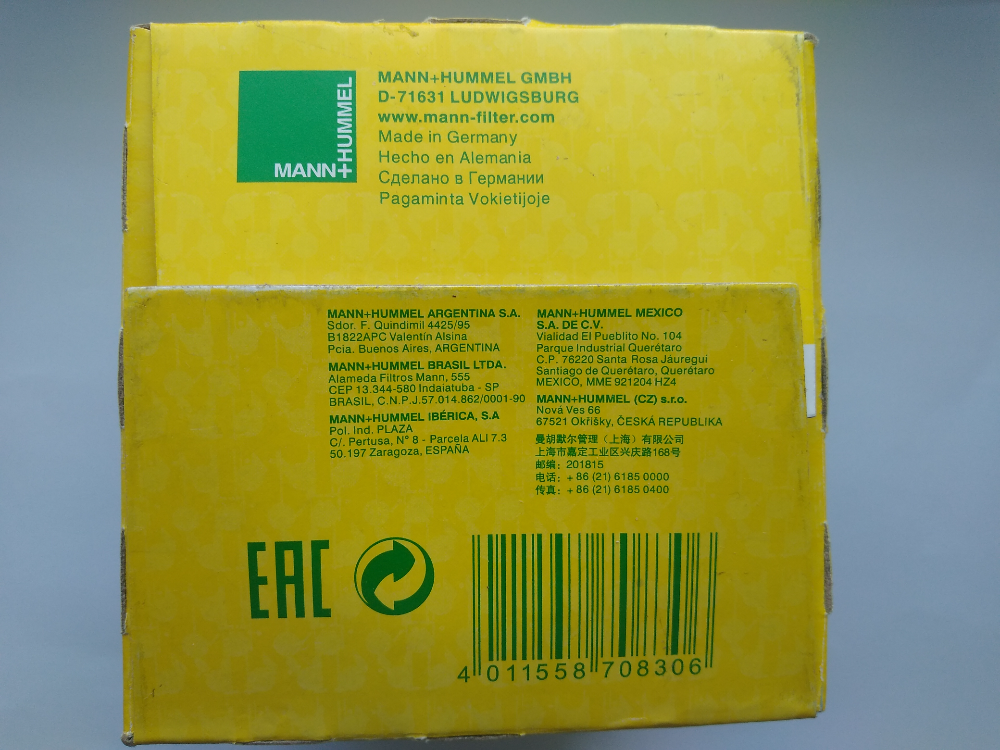 MANN+HUMMEL
MANN+HUMMEL GMBH
D-71631 LUDWIGSBURG
www.mann-filter.com
Made in Germany
Hecho en Alemania
Сделано в Германии
Pagaminta Vokietijoje
MANN+HUMMEL ARGENTINA S.A.
Sdor. F. Quindimil 4425/95
B1822APC Valentín Alsina
Pcia. Buenos Aires, ARGENTINA
MANN+HUMMEL BRASIL LTDA.
Alameda Filtros Mann, 555
CEP 13.344-580 Indaiatuba - SP
BRASIL, C.N.P.J.57.014.862/0001-90
MANN+HUMMEL IBÉRICA, S.A
Pol. Ind. PLAZA
C/. Pertusa, N° 8 - Parcela ALI 7.3
50.197 Zaragoza, ESPAÑA
MANN+HUMMEL MEXICO
S.A. DE C.V.
Vialidad El Pueblito No. 104
Parque Industrial Querétaro
C.P. 76220 Santa Rosa Jáuregui
Santiago de Querétaro, Querétaro
MEXICO, MME 921204 HZ4
MANN+HUMMEL (CZ) s.r.o.
Nová Ves 66
67521 Okříšky, ČESKÁ REPUBLIKA
曼胡默尔管理（上海）有限公司
上海市嘉定工业区兴庆路168号
邮编：201815
电话：+ 86 (21) 6185 0000
传真：+ 86 (21) 6185 0400
EAC
4 011558 708306